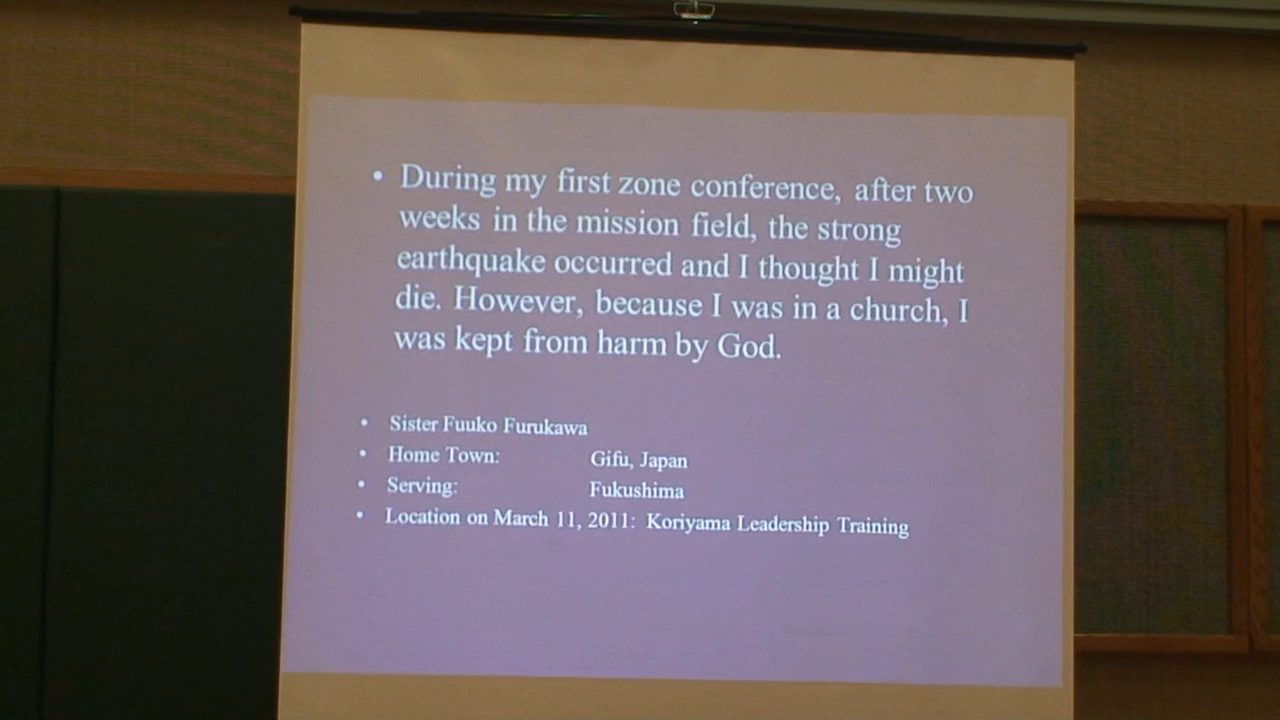 • During my first zone conference, after two
weeks in the mission field, the strong
earthquake occurred and I thought I might
die. However, because I was in a church, I
was kept from harm by God.
• Sister Fuuko Furukawa
• Home Town: Gifu, Japan
• Serving: Fukushima
• Location on March 11, 2011: Koriyama Leadership Training